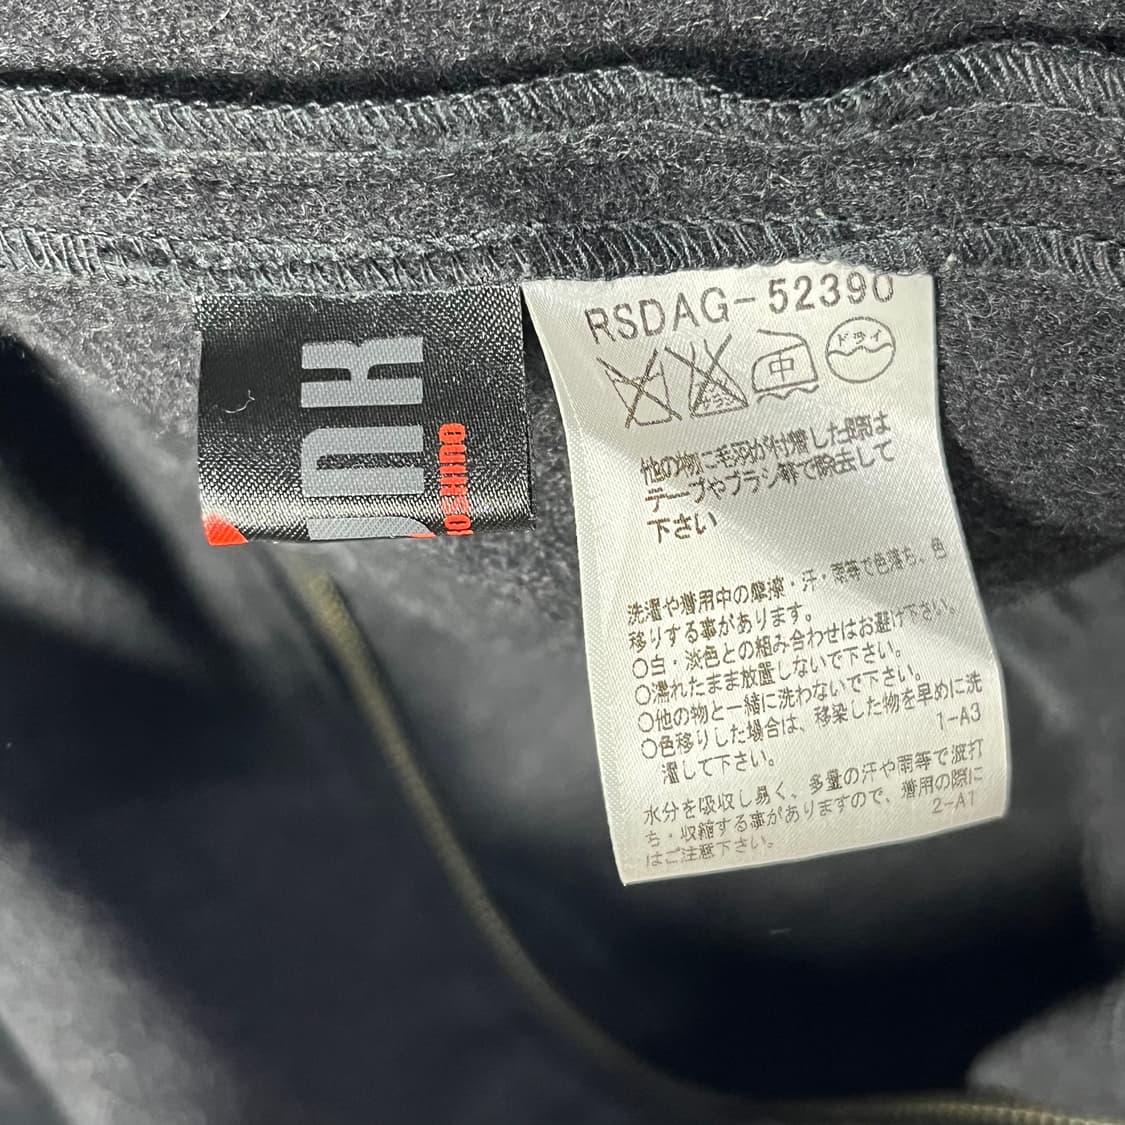 RSDAG-52390
ドライ
中
他の物に毛羽が付着した際は
テープやブラシ等で除去して
下さい
洗濯や着用中の摩擦・汗・雨等で色落ち、色
移りする事があります。
○白・淡色との組み合わせはお避け下さい。
○濡れたまま放置しないで下さい。
○他の物と一緒に洗わないで下さい。
○色移りした場合は、移染した物を早めに洗
濯して下さい。
1-A3
水分を吸収し易く、多量の汗や雨等で波打
ち・収縮する事がありますので、着用の際に
はご注意下さい。
2-A1
OSHINO